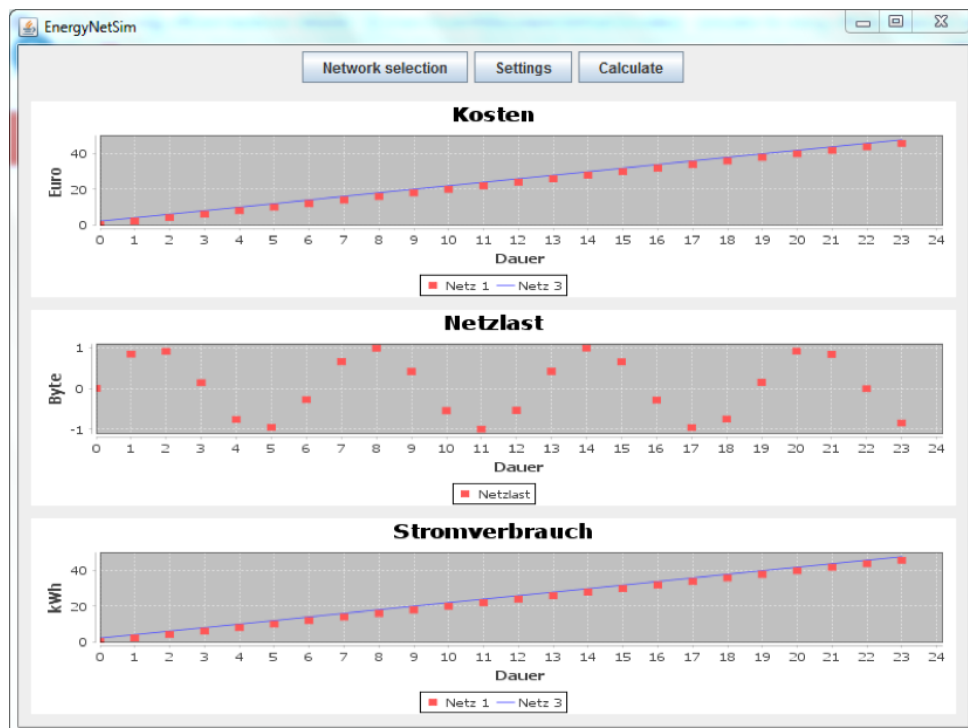 EnergyNetSim
Network selection Settings Calculate
Kosten
Euro
40
20
0
0 1 2 3 4 5 6 7 8 9 10 11 12 13 14 15 16 17 18 19 20 21 22 23 24
Dauer
Netz 1 Netz 3
Netzlast
Byte
1
0
-1
0 1 2 3 4 5 6 7 8 9 10 11 12 13 14 15 16 17 18 19 20 21 22 23 24
Dauer
Netzlast
Stromverbrauch
kWh
40
20
0
0 1 2 3 4 5 6 7 8 9 10 11 12 13 14 15 16 17 18 19 20 21 22 23 24
Dauer
Netz 1 Netz 3